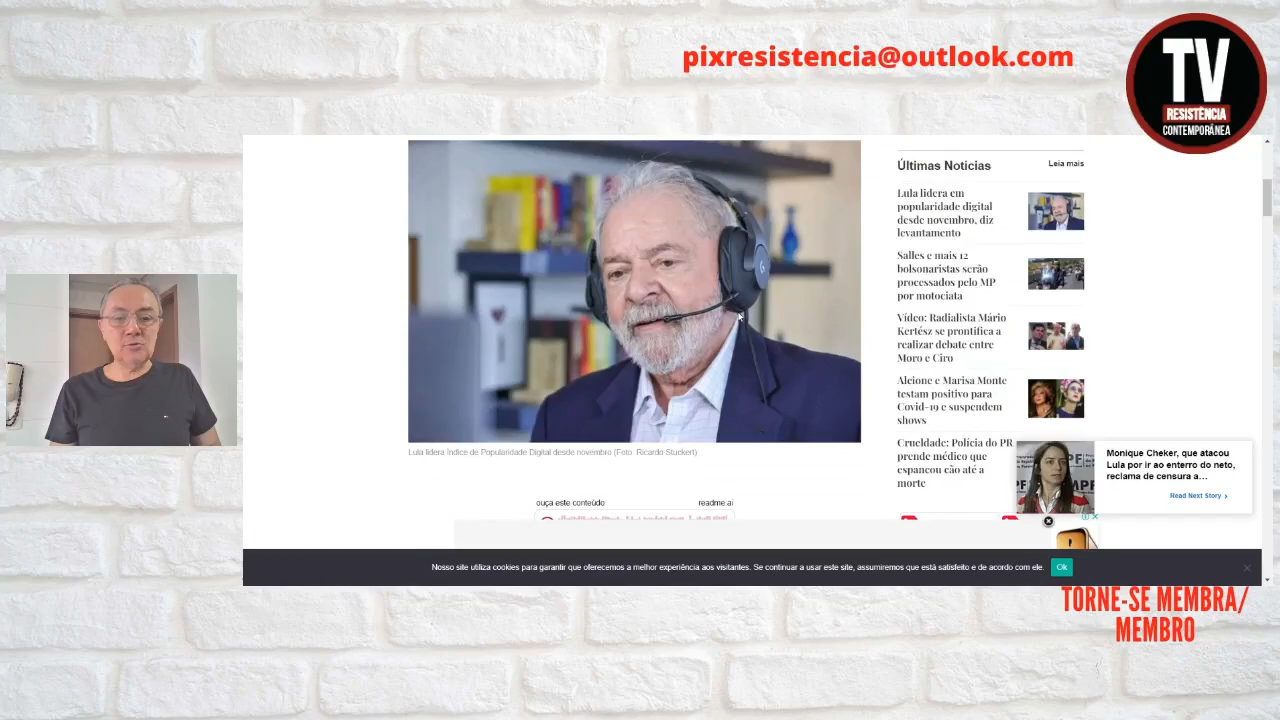 pixresistencia@outlook.com
TV
RESISTÊNCIA
CONTEMPORÂNEA
Últimas Notícias
Leia mais
Lula lidera em
popularidade digital
desde novembro, diz
levantamento
Salles e mais 12
bolsonaristas serão
processados pelo MP
por motociata
Vídeo: Radialista Mário
Kertész se prontifica a
realizar debate entre
Moro e Ciro
Alcione e Marisa Monte
testam positivo para
Covid-19 e suspendem
shows
Crueldade: Polícia do PR
prende médico que
espancou cão até a
morte
Lula lidera Índice de Popularidade Digital desde novembro (Foto: Ricardo Stuckert)
Monique Cheker, que atacou
Lula por ir ao enterro do neto,
reclama de censura a...
Read Next Story
ouça este conteúdo
readme.ai
Nosso site utiliza cookies para garantir que oferecemos a melhor experiência aos visitantes. Se continuar a usar este site, assumiremos que está satisfeito e de acordo com ele.
Ok
TORNE-SE MEMBRA/
MEMBRO